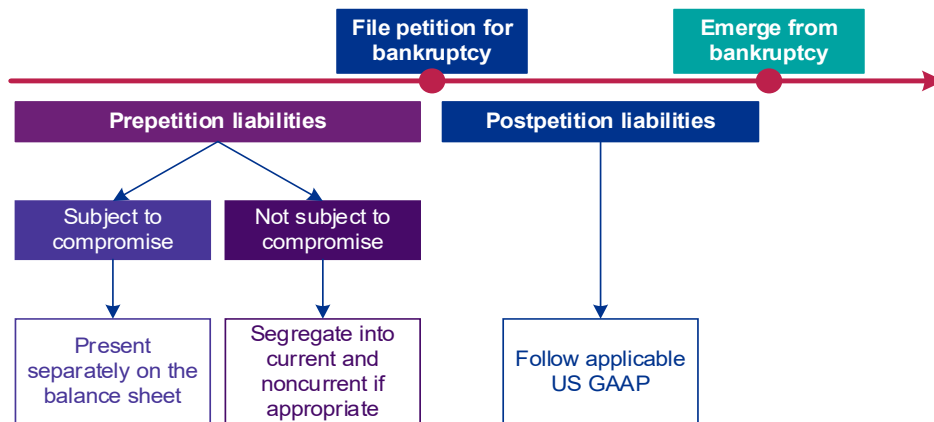 File petition for
bankruptcy
Emerge from
bankruptcy
Prepetition liabilities
Postpetition liabilities
Subject to
compromise
Not subject to
compromise
Present
separately on the
balance sheet
Segregate into
current and
noncurrent if
appropriate
Follow applicable
US GAAP